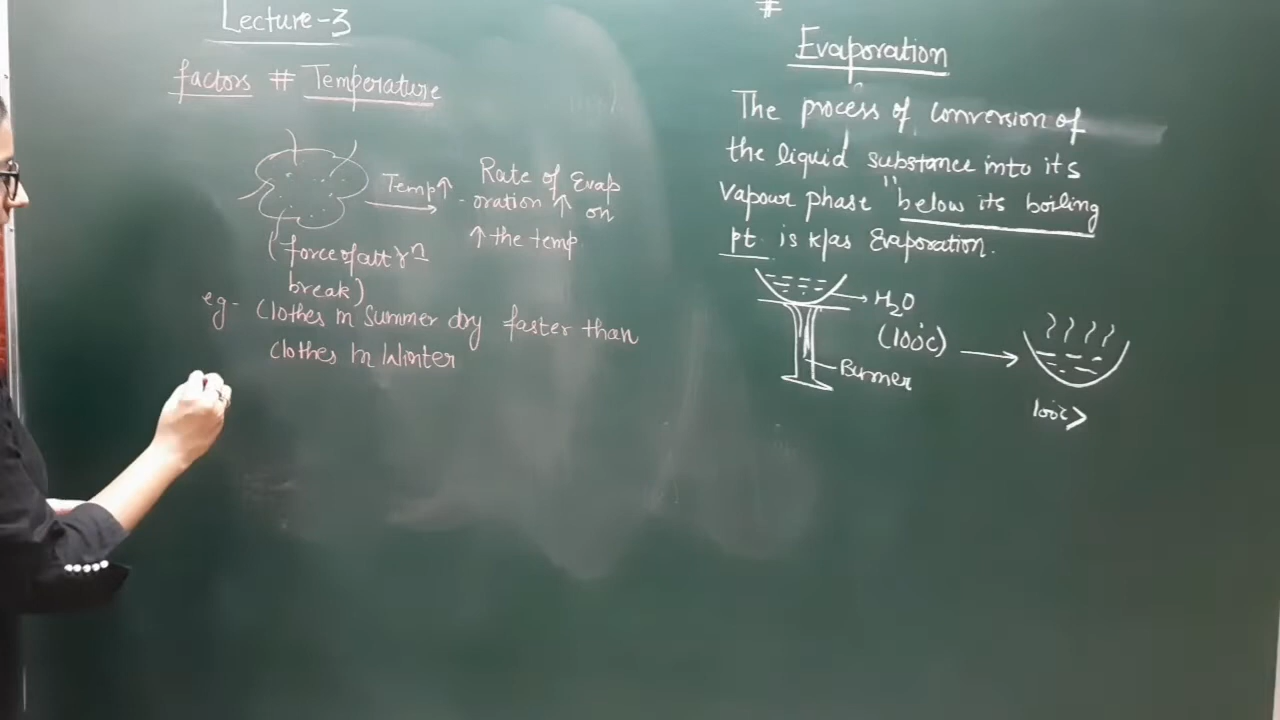 Lecture-3
factors # Temperature
Temp↑
Rate of Evap
oration ↑ on
↑ the temp
(force of attrn
break)
eg- Clothes in Summer dry faster than
clothes in Winter
#
Evaporation
The process of conversion of
the liquid substance into its
Vapour phase "below its boiling
pt. is k/as Evaporation.
H2O
(100°C)
Burner
100°C >